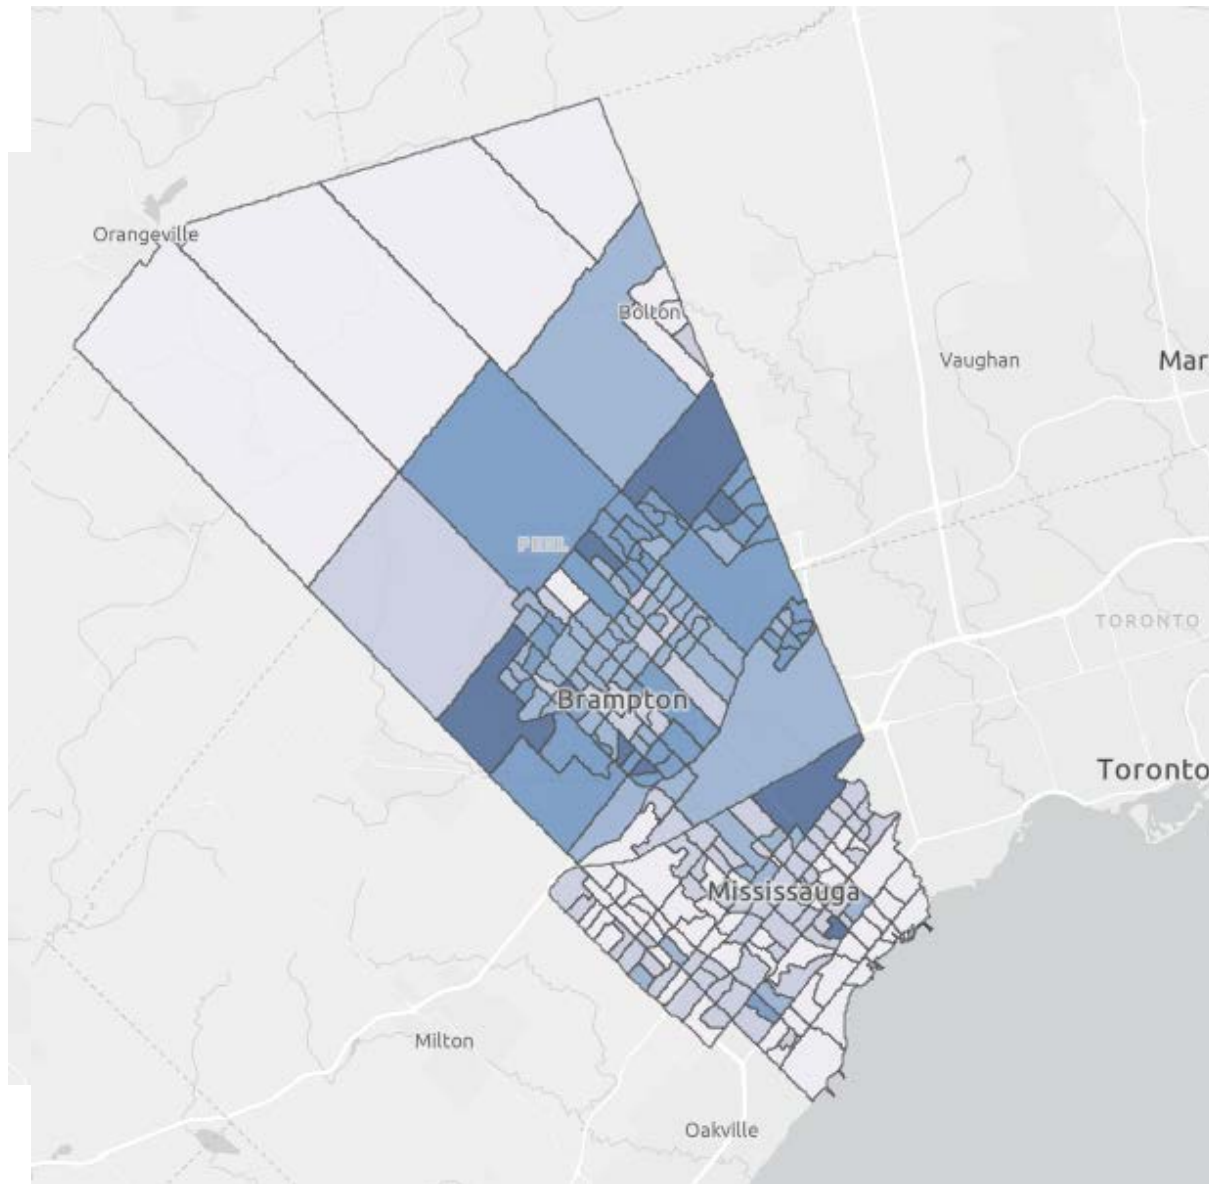 Orangeville
Bolton
Vaughan
Mar
PEEL
TORONTO
Brampton
Toronto
Mississauga
Milton
Oakville